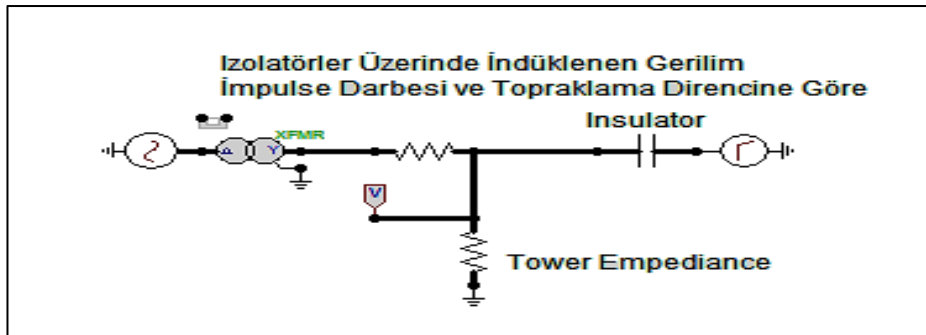 Izolatörler Üzerinde İndüklenen Gerilim
İmpulse Darbesi ve Topraklama Direncine Göre
XFMR
Insulator
Y
V
Tower Empediance